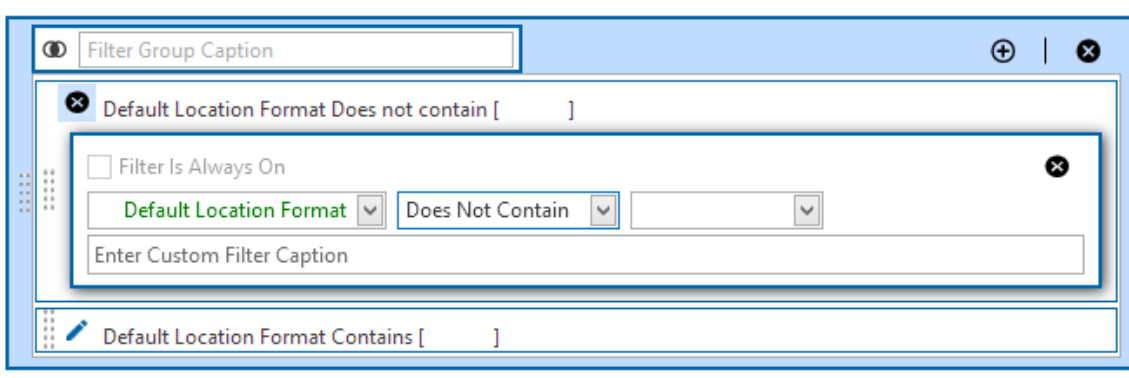 Filter Group Caption
Default Location Format Does not contain [ ]
Filter Is Always On
Default Location Format Does Not Contain
Enter Custom Filter Caption
Default Location Format Contains [ ]